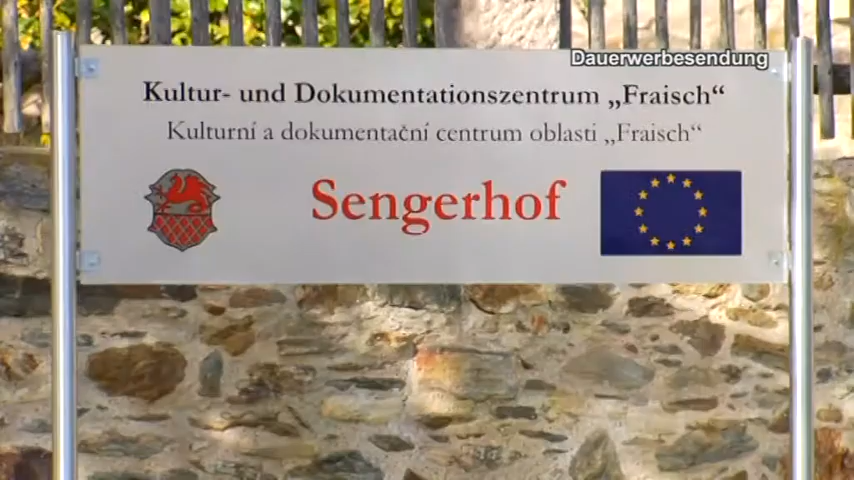 Dauerwerbesendung
Kultur- und Dokumentationszentrum „Fraisch“
Kulturní a dokumentační centrum oblasti „Fraisch“
Sengerhof